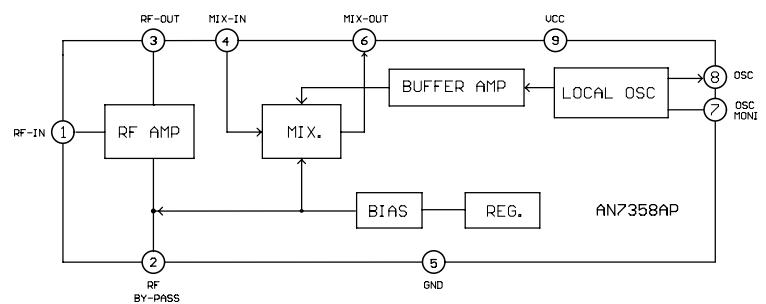 RF-OUT MIX-IN MIX-OUT VCC
3 4 6 9
8 OSC
BUFFER AMP LOCAL OSC
7 OSC MONI
RF-IN 1 RF AMP MIX.
BIAS REG. AN7358AP
2 5
RF GND
BY-PASS